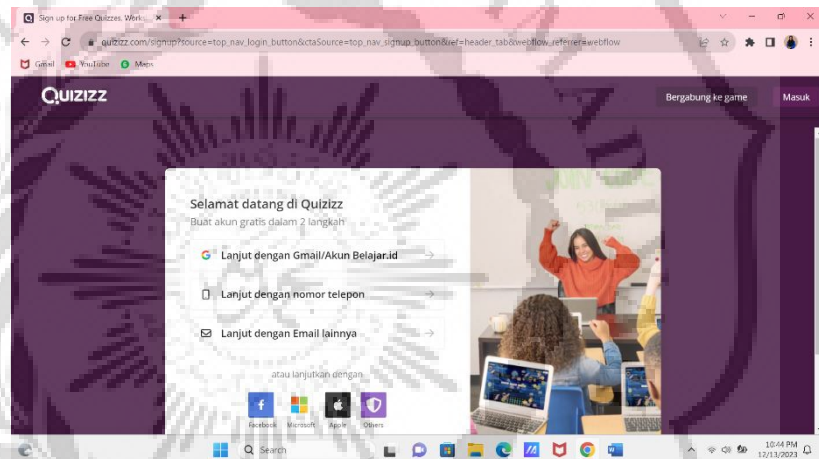 Sign up for Free Quizzes, Works
quizizz.com/signup?source=top_nav_login_button&ctaSource=top_nav_signup_button&ref=header_tab&webflow_referrer=webflow
Gmail YouTube Maps
QUIZIZZ Bergabung ke game Masuk
Selamat datang di Quizizz
Buat akun gratis dalam 2 langkah
Lanjut dengan Gmail/Akun Belajar.id
Lanjut dengan nomor telepon
Lanjut dengan Email lainnya
atau lanjutkan dengan
Facebook Microsoft Apple Others
Search
10:44 PM
12/13/2023